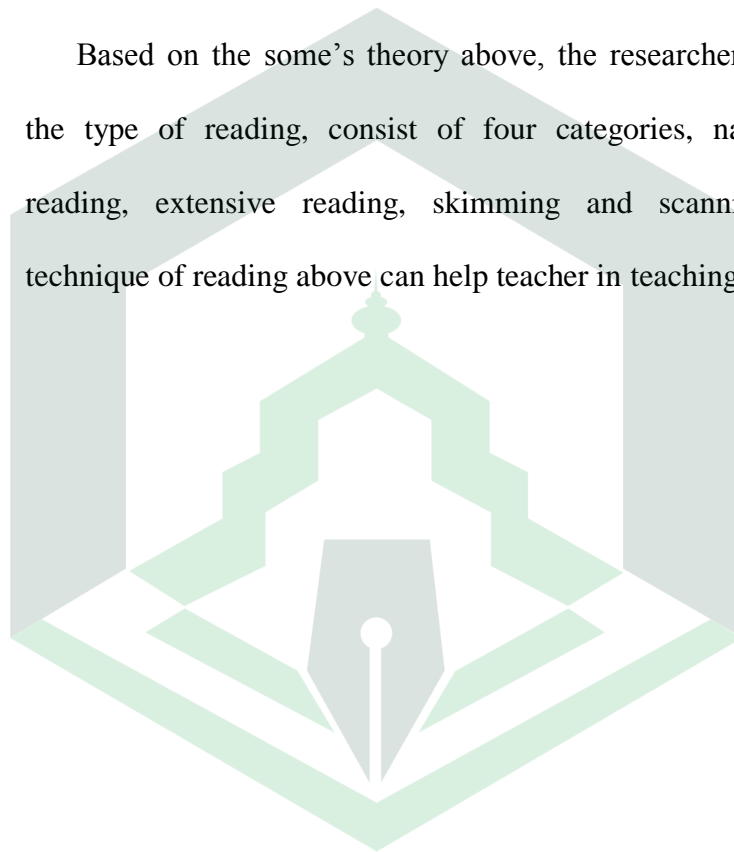 Based on the some’s theory above, the researcher
the type of reading, consist of four categories,
reading, extensive reading, skimming and
technique of reading above can help teacher in teaching